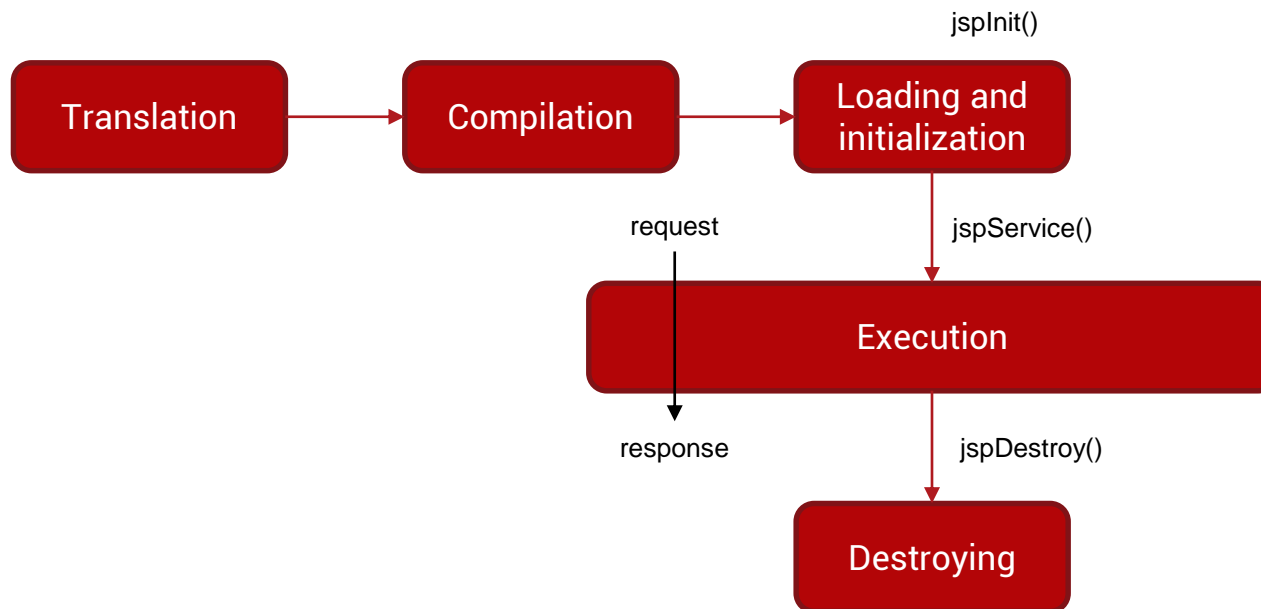 jspInit()
Translation
Compilation
Loading and
initialization
request
jspService()
Execution
response
jspDestroy()
Destroying